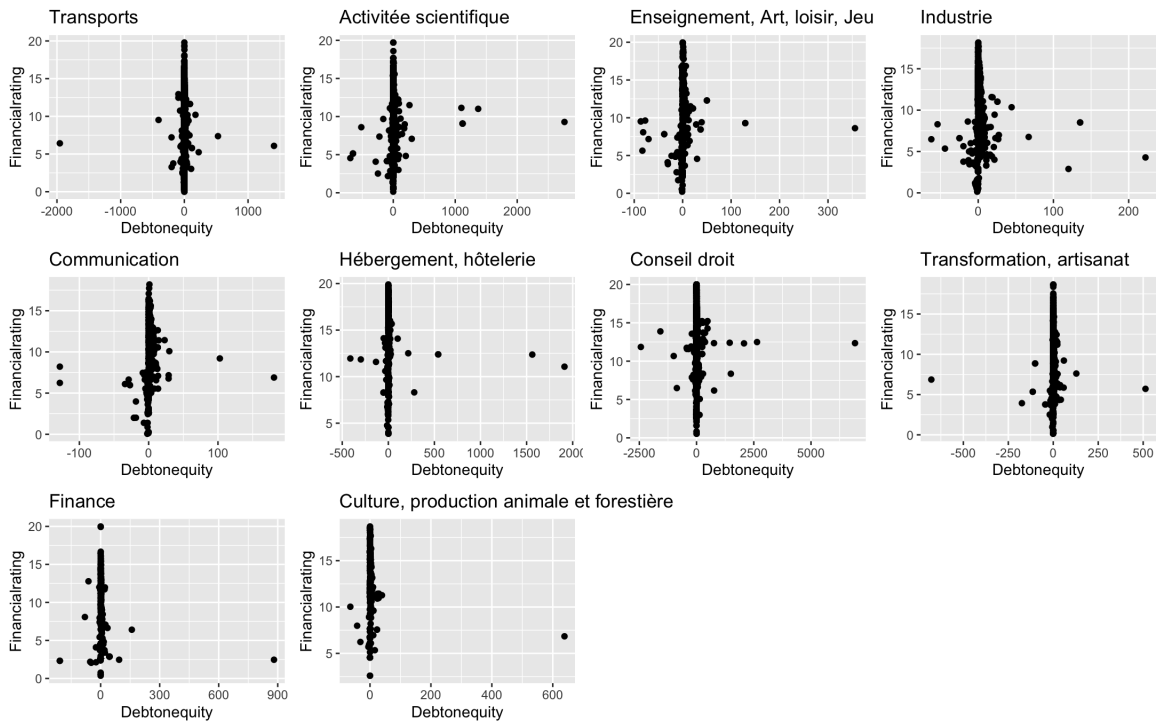 Transports
Activitée scientifique
Enseignement, Art, loisir, Jeu
Industrie
Financialrating
20
15
10
5
0
-2000
-1000
0
1000
Debtonequity
Financialrating
20
15
10
5
0
0
1000
2000
Debtonequity
Financialrating
20
15
10
5
0
-100
0
100
200
300
Debtonequity
Financialrating
15
10
5
0
0
100
200
Debtonequity
Communication
Hébergement, hôtelerie
Conseil droit
Transformation, artisanat
Financialrating
15
10
5
0
-100
0
100
Debtonequity
Financialrating
20
15
10
5
-500
0
500
1000
1500
2000
Debtonequity
Financialrating
20
15
10
5
0
-2500
0
2500
5000
Debtonequity
Financialrating
15
10
5
0
-500
-250
0
250
500
Debtonequity
Finance
Culture, production animale et forestière
Financialrating
20
15
10
5
0
0
300
600
900
Debtonequity
Financialrating
15
10
5
0
200
400
600
Debtonequity